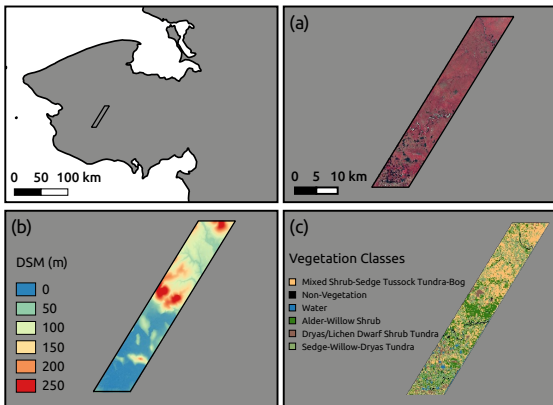 0 50 100 km
(a)
0 5 10 km
(b)
DSM (m)
0
50
100
150
200
250
(c)
Vegetation Classes
Mixed Shrub-Sedge Tussock Tundra-Bog
Non-Vegetation
Water
Alder-Willow Shrub
Dryas/Lichen Dwarf Shrub Tundra
Sedge-Willow-Dryas Tundra